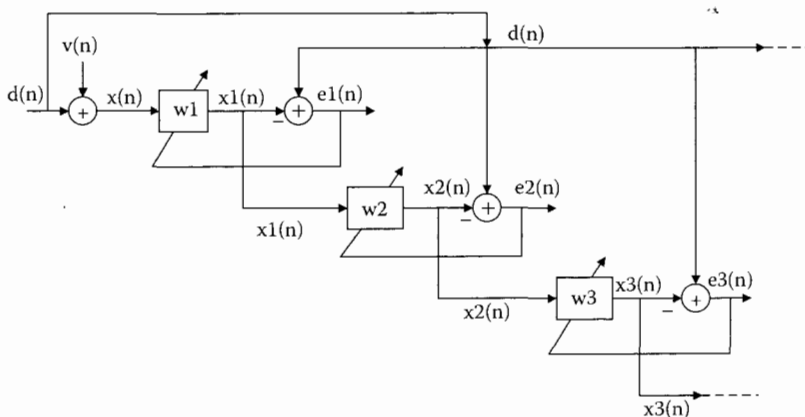 d(n)
v(n)
d(n)
+
x(n)
w1
x1(n)
−
+
e1(n)
x1(n)
w2
x2(n)
−
+
e2(n)
x2(n)
w3
x3(n)
−
+
e3(n)
x3(n)